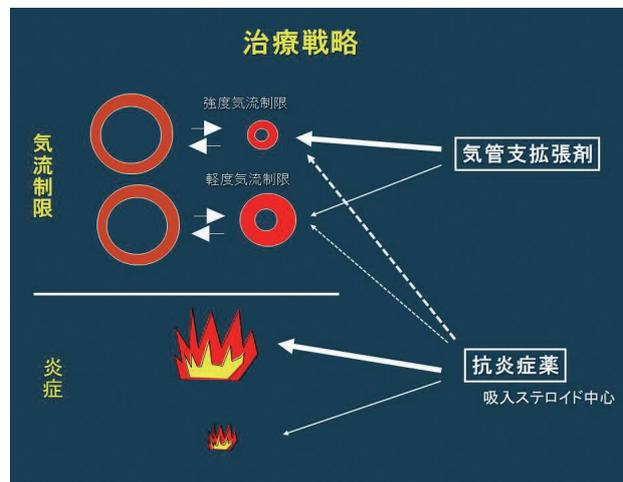 治療戦略
気流制限
強度気流制限
軽度気流制限
気管支拡張剤
炎症
抗炎症薬
吸入ステロイド中心